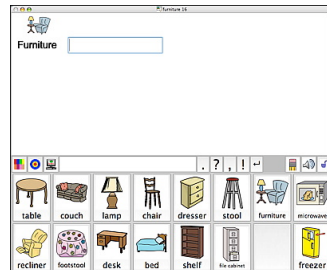 furniture 16
Furniture
. ? , ! ↵
table couch lamp chair dresser stool furniture microwave
recliner footstool desk bed shelf file cabinet freezer